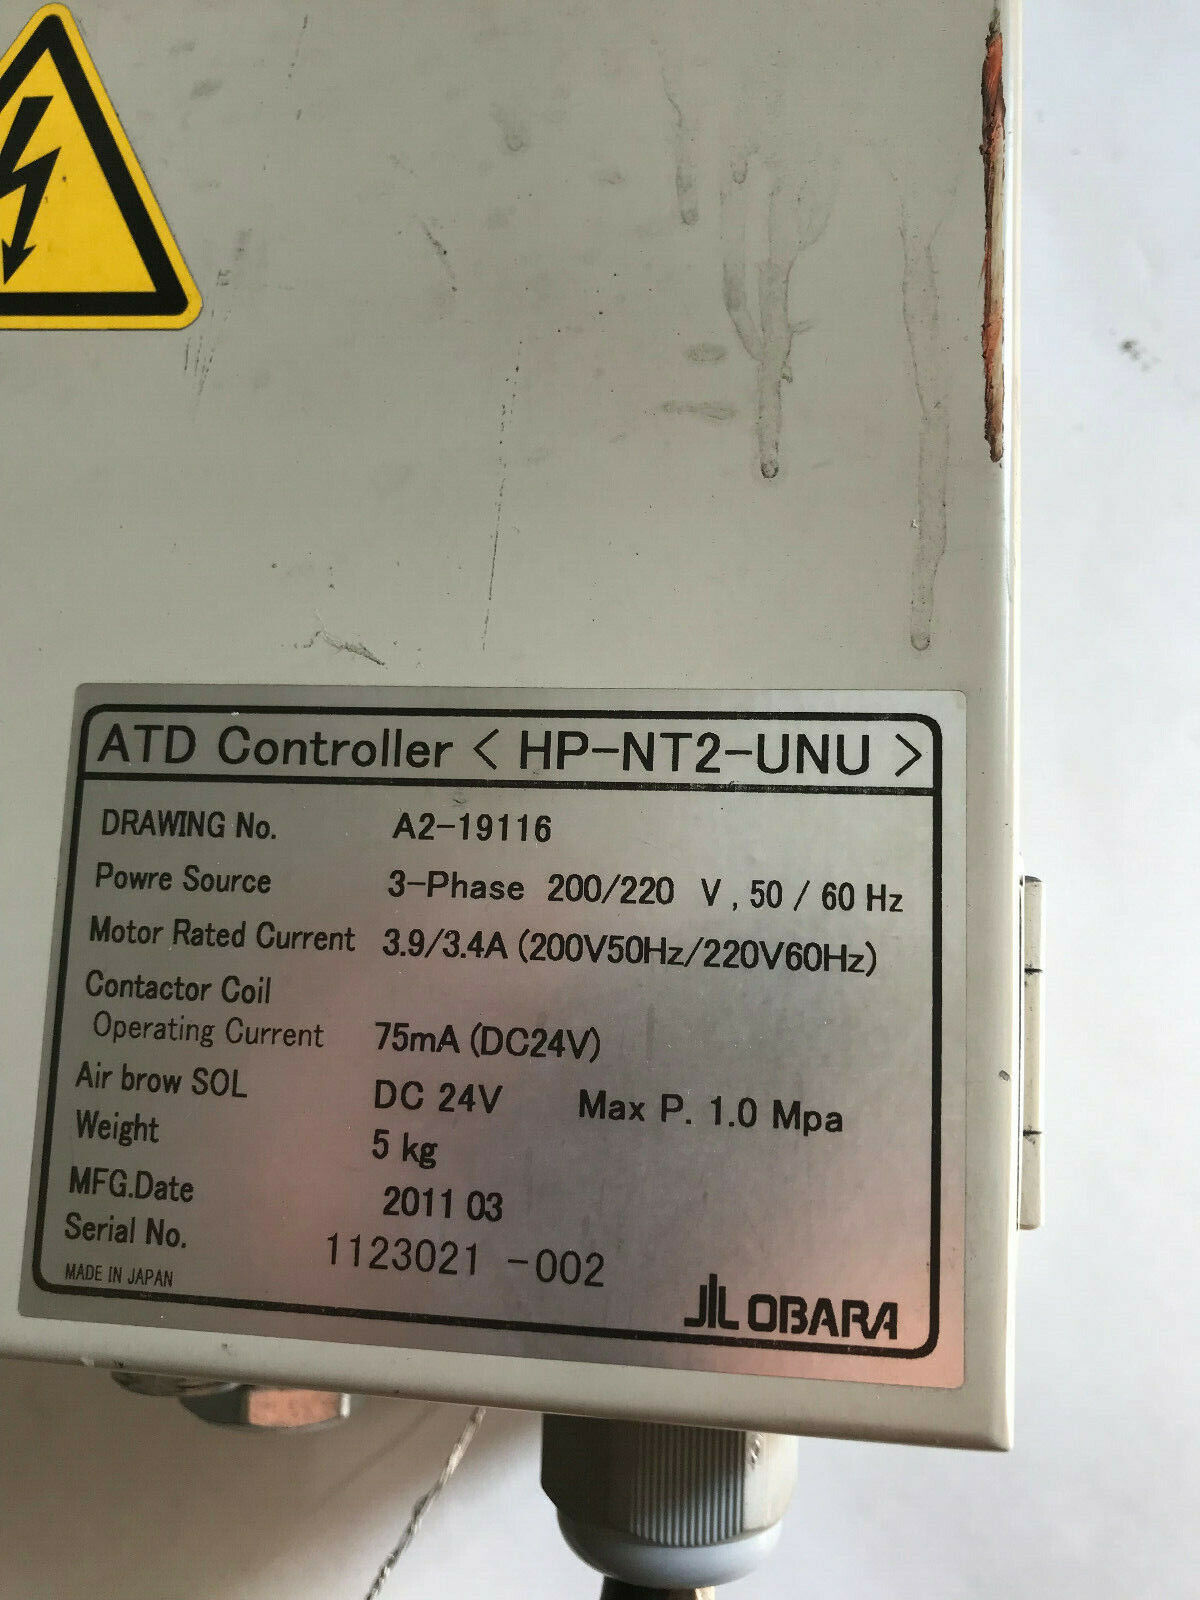 ATD Controller < HP-NT2-UNU >
DRAWING No. A2-19116
Powre Source 3-Phase 200/220 V , 50 / 60 Hz
Motor Rated Current 3.9/3.4A (200V50Hz/220V60Hz)
Contactor Coil
Operating Current 75mA (DC24V)
Air brow SOL DC 24V Max P. 1.0 Mpa
Weight 5 kg
MFG.Date 2011 03
Serial No. 1123021 -002
MADE IN JAPAN
OBARA